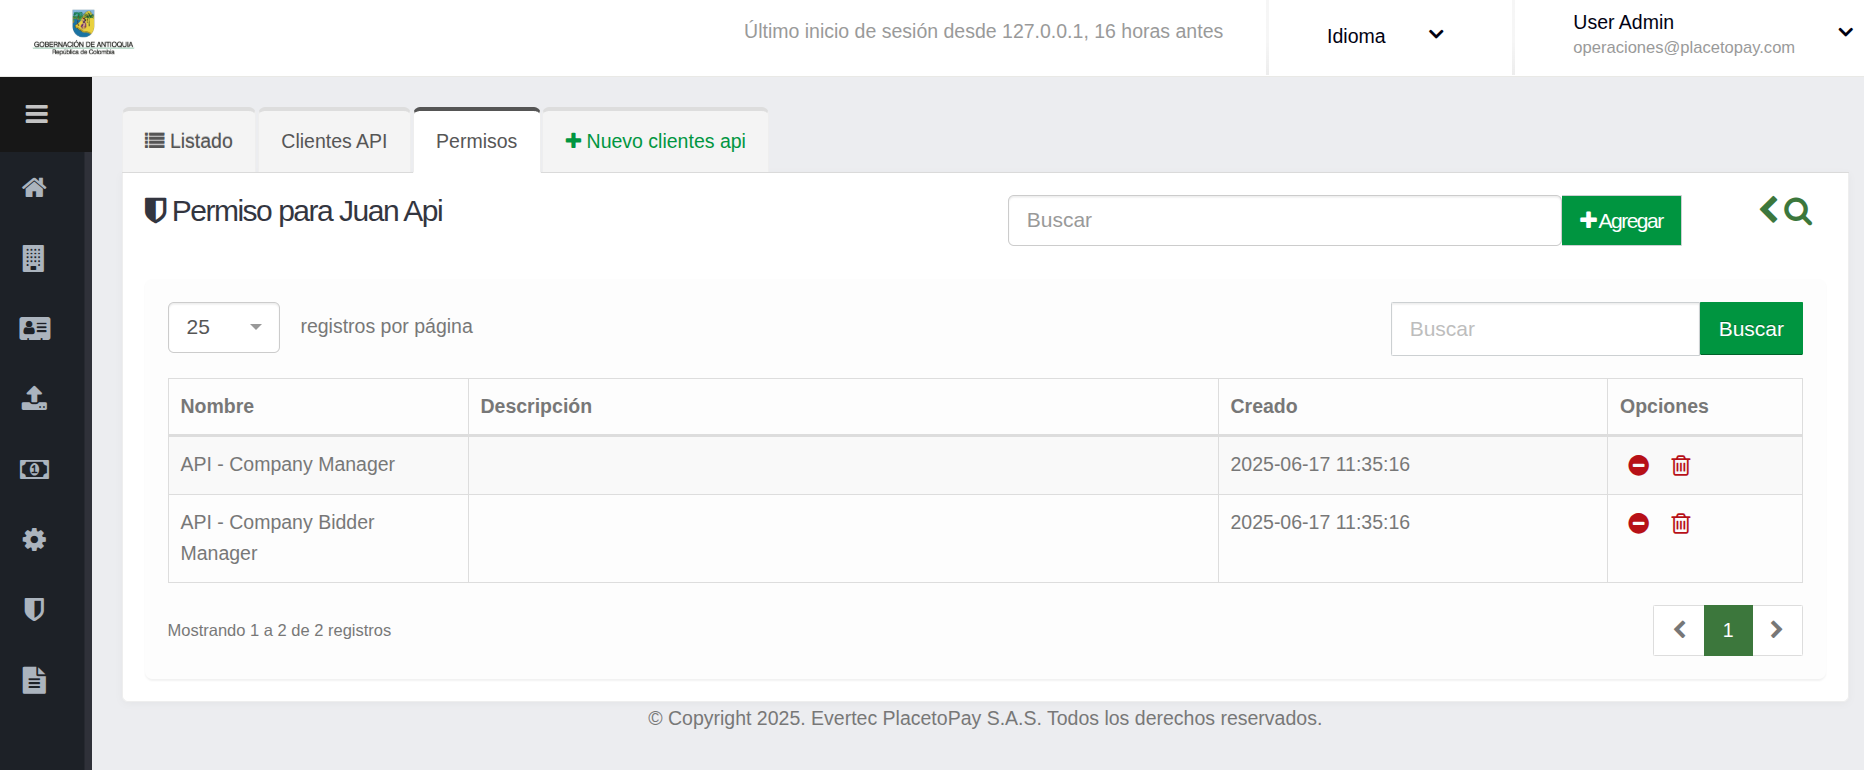 GOBERNACIÓN DE ANTIOQUIA
República de Colombia
Último inicio de sesión desde 127.0.0.1, 16 horas antes
Idioma
User Admin
operaciones@placetopay.com
Listado
Clientes API
Permisos
Nuevo clientes api
Permiso para Juan Api
Buscar
Agregar
25
registros por página
Buscar
Buscar
Nombre
Descripción
Creado
Opciones
API - Company Manager
2025-06-17 11:35:16
API - Company Bidder
Manager
2025-06-17 11:35:16
Mostrando 1 a 2 de 2 registros
1
© Copyright 2025. Evertec PlacetoPay S.A.S. Todos los derechos reservados.